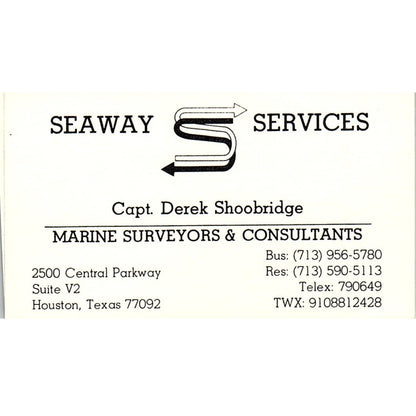 SEAWAY SERVICES
Capt. Derek Shoobridge
MARINE SURVEYORS & CONSULTANTS
Bus: (713) 956-5780
2500 Central Parkway
Res: (713) 590-5113
Suite V2
Telex: 790649
Houston, Texas 77092
TWX: 9108812428